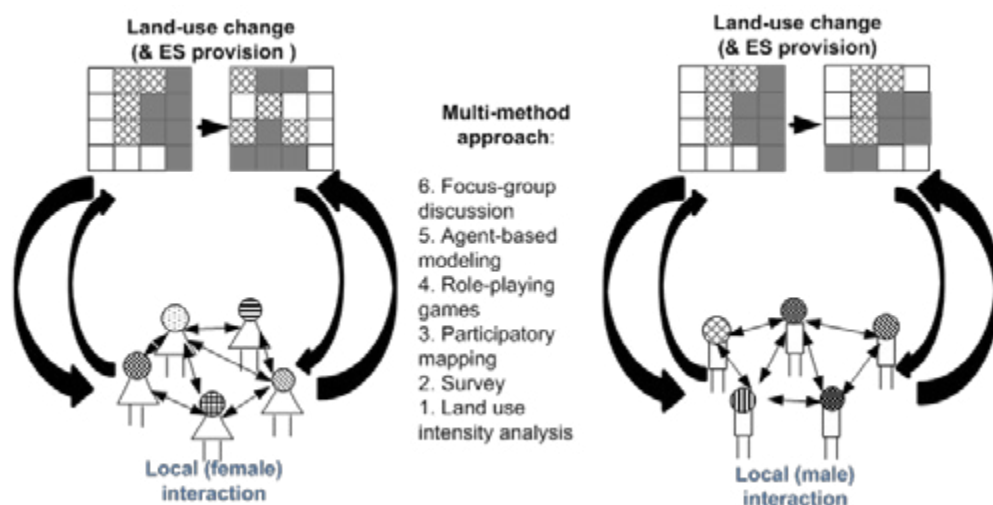 Land-use change
(& ES provision )
Multi-method
approach:
6. Focus-group
discussion
5. Agent-based
modeling
4. Role-playing
games
3. Participatory
mapping
2. Survey
1. Land use
intensity analysis
Local (female)
interaction
Land-use change
(& ES provision)
Local (male)
interaction